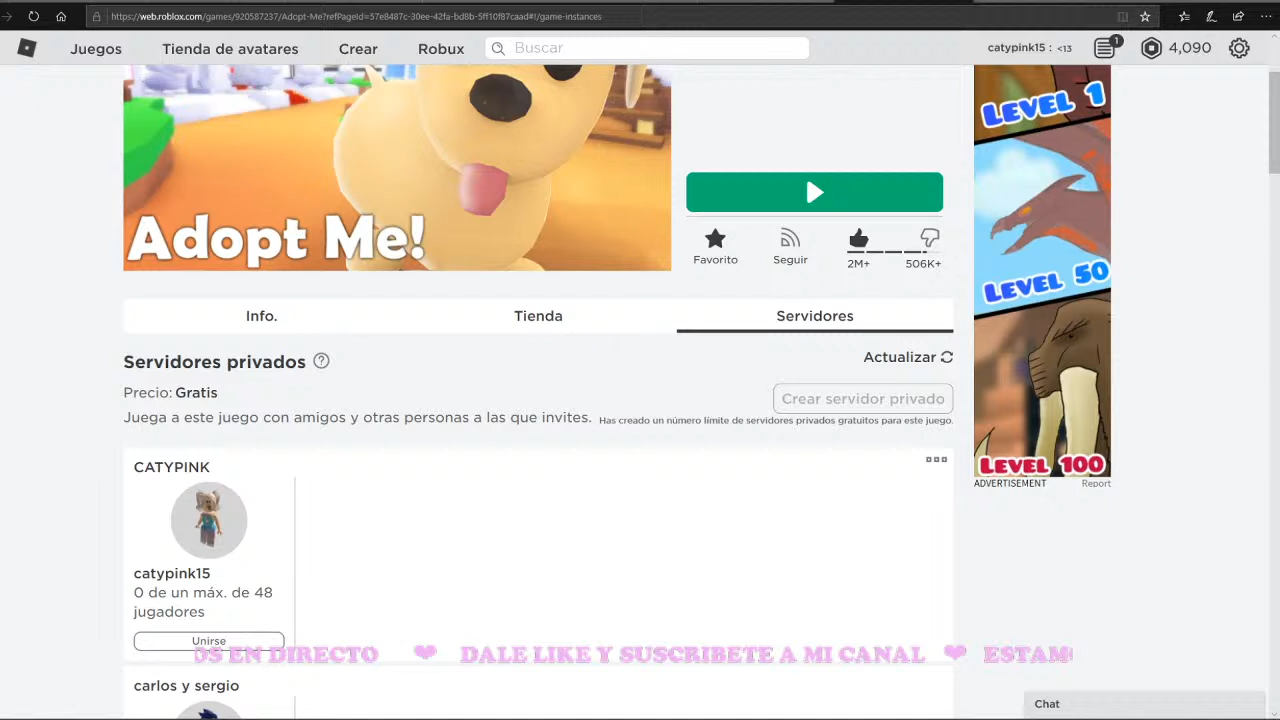 https://web.roblox.com/games/920587237/Adopt-Me?refPageId=57e8487c-30ee-42fa-bd8b-5ff10f87caad#!/game-instances
Juegos Tienda de avatares Crear Robux Buscar catypink15 : <13 1 4,090
LEVEL 1
Adopt Me!
Favorito Seguir 2M+ 506K+
LEVEL 50
Info. Tienda Servidores
Servidores privados ? Actualizar
Precio: Gratis
Crear servidor privado
Juega a este juego con amigos y otras personas a las que invites. Has creado un número límite de servidores privados gratuitos para este juego.
LEVEL 100
ADVERTISEMENT Report
CATYPINK
catypink15
0 de un máx. de 48
jugadores
Unirse
OS EN DIRECTO ❤ DALE LIKE Y SUSCRIBETE A MI CANAL ❤ ESTAM
carlos y sergio
Chat